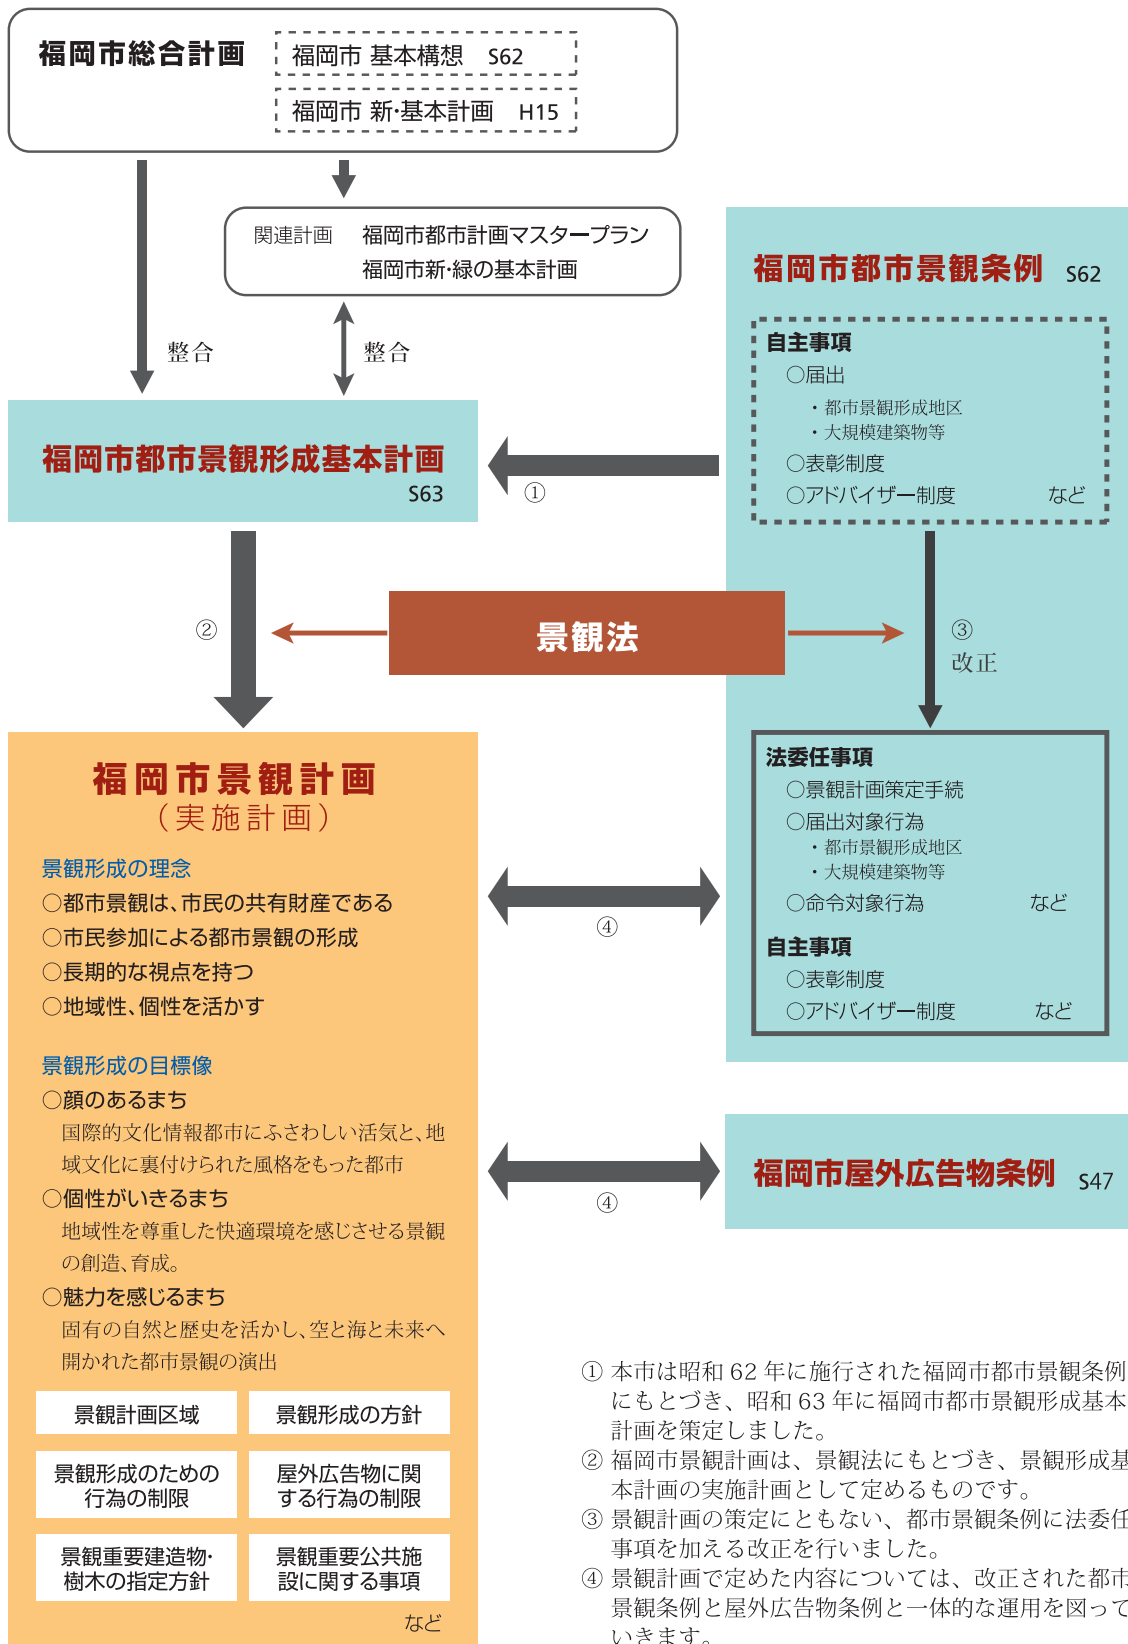 福岡市総合計画
福岡市 基本構想 S62
福岡市 新・基本計画 H15
関連計画 福岡市都市計画マスタープラン
福岡市新・緑の基本計画
整合
整合
福岡市都市景観形成基本計画
S63
①
福岡市都市景観条例 S62
自主事項
○届出
・都市景観形成地区
・大規模建築物等
○表彰制度
○アドバイザー制度 など
景観法
②
③
改正
福岡市景観計画
（実施計画）
景観形成の理念
○都市景観は、市民の共有財産である
○市民参加による都市景観の形成
○長期的な視点を持つ
○地域性、個性を活かす
景観形成の目標像
○顔のあるまち
国際的文化情報都市にふさわしい活気と、地
域文化に裏付けられた風格をもった都市
○個性がいきるまち
地域性を尊重した快適環境を感じさせる景観
の創造、育成。
○魅力を感じるまち
固有の自然と歴史を活かし、空と海と未来へ
開かれた都市景観の演出
景観計画区域
景観形成の方針
景観形成のための
行為の制限
屋外広告物に関
する行為の制限
景観重要建造物・
樹木の指定方針
景観重要公共施
設に関する事項
など
④
法委任事項
○景観計画策定手続
○届出対象行為
・都市景観形成地区
・大規模建築物等
○命令対象行為 など
自主事項
○表彰制度
○アドバイザー制度 など
④
福岡市屋外広告物条例 S47
① 本市は昭和 62 年に施行された福岡市都市景観条例
にもとづき、昭和 63 年に福岡市都市景観形成基本
計画を策定しました。
② 福岡市景観計画は、景観法にもとづき、景観形成基
本計画の実施計画として定めるものです。
③ 景観計画の策定にともない、都市景観条例に法委任
事項を加える改正を行いました。
④ 景観計画で定めた内容については、改正された都市
景観条例と屋外広告物条例と一体的な運用を図って
いきます。